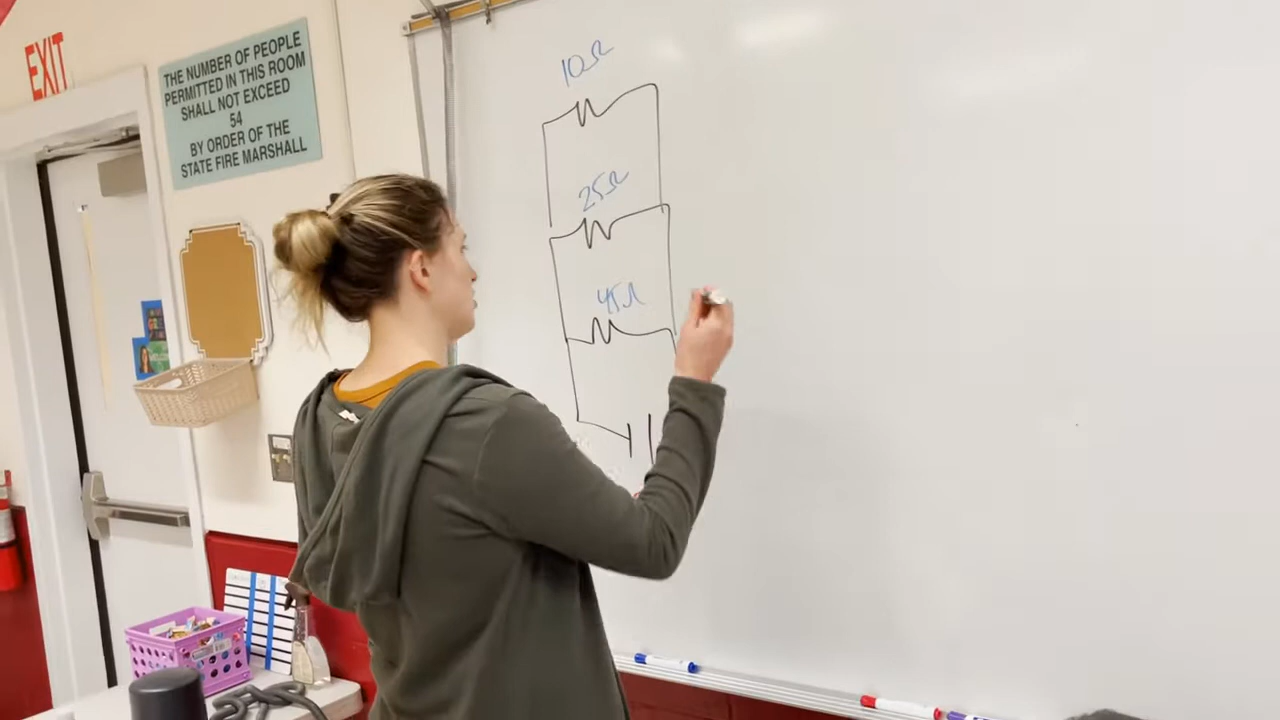 EXIT
THE NUMBER OF PEOPLE
PERMITTED IN THIS ROOM
SHALL NOT EXCEED
54
BY ORDER OF THE
STATE FIRE MARSHALL
10Ω
25Ω
45Ω